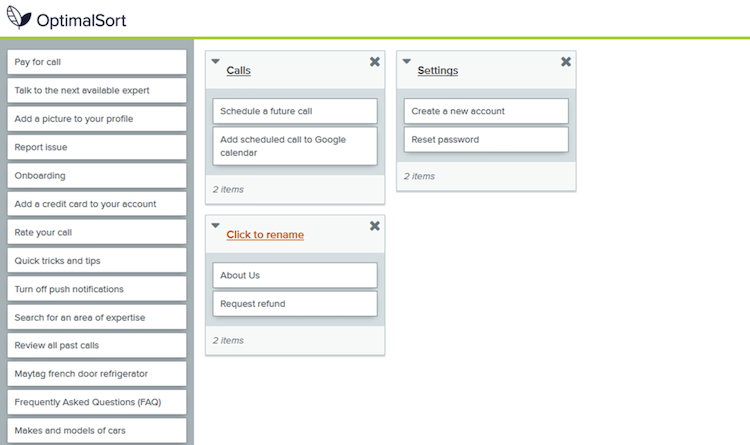 OptimalSort
Pay for call
Talk to the next available expert
Add a picture to your profile
Report issue
Onboarding
Add a credit card to your account
Rate your call
Quick tricks and tips
Turn off push notifications
Search for an area of expertise
Review all past calls
Maytag french door refrigerator
Frequently Asked Questions (FAQ)
Makes and models of cars
Calls
Schedule a future call
Add scheduled call to Google
calendar
2 items
Settings
Create a new account
Reset password
2 items
Click to rename
About Us
Request refund
2 items